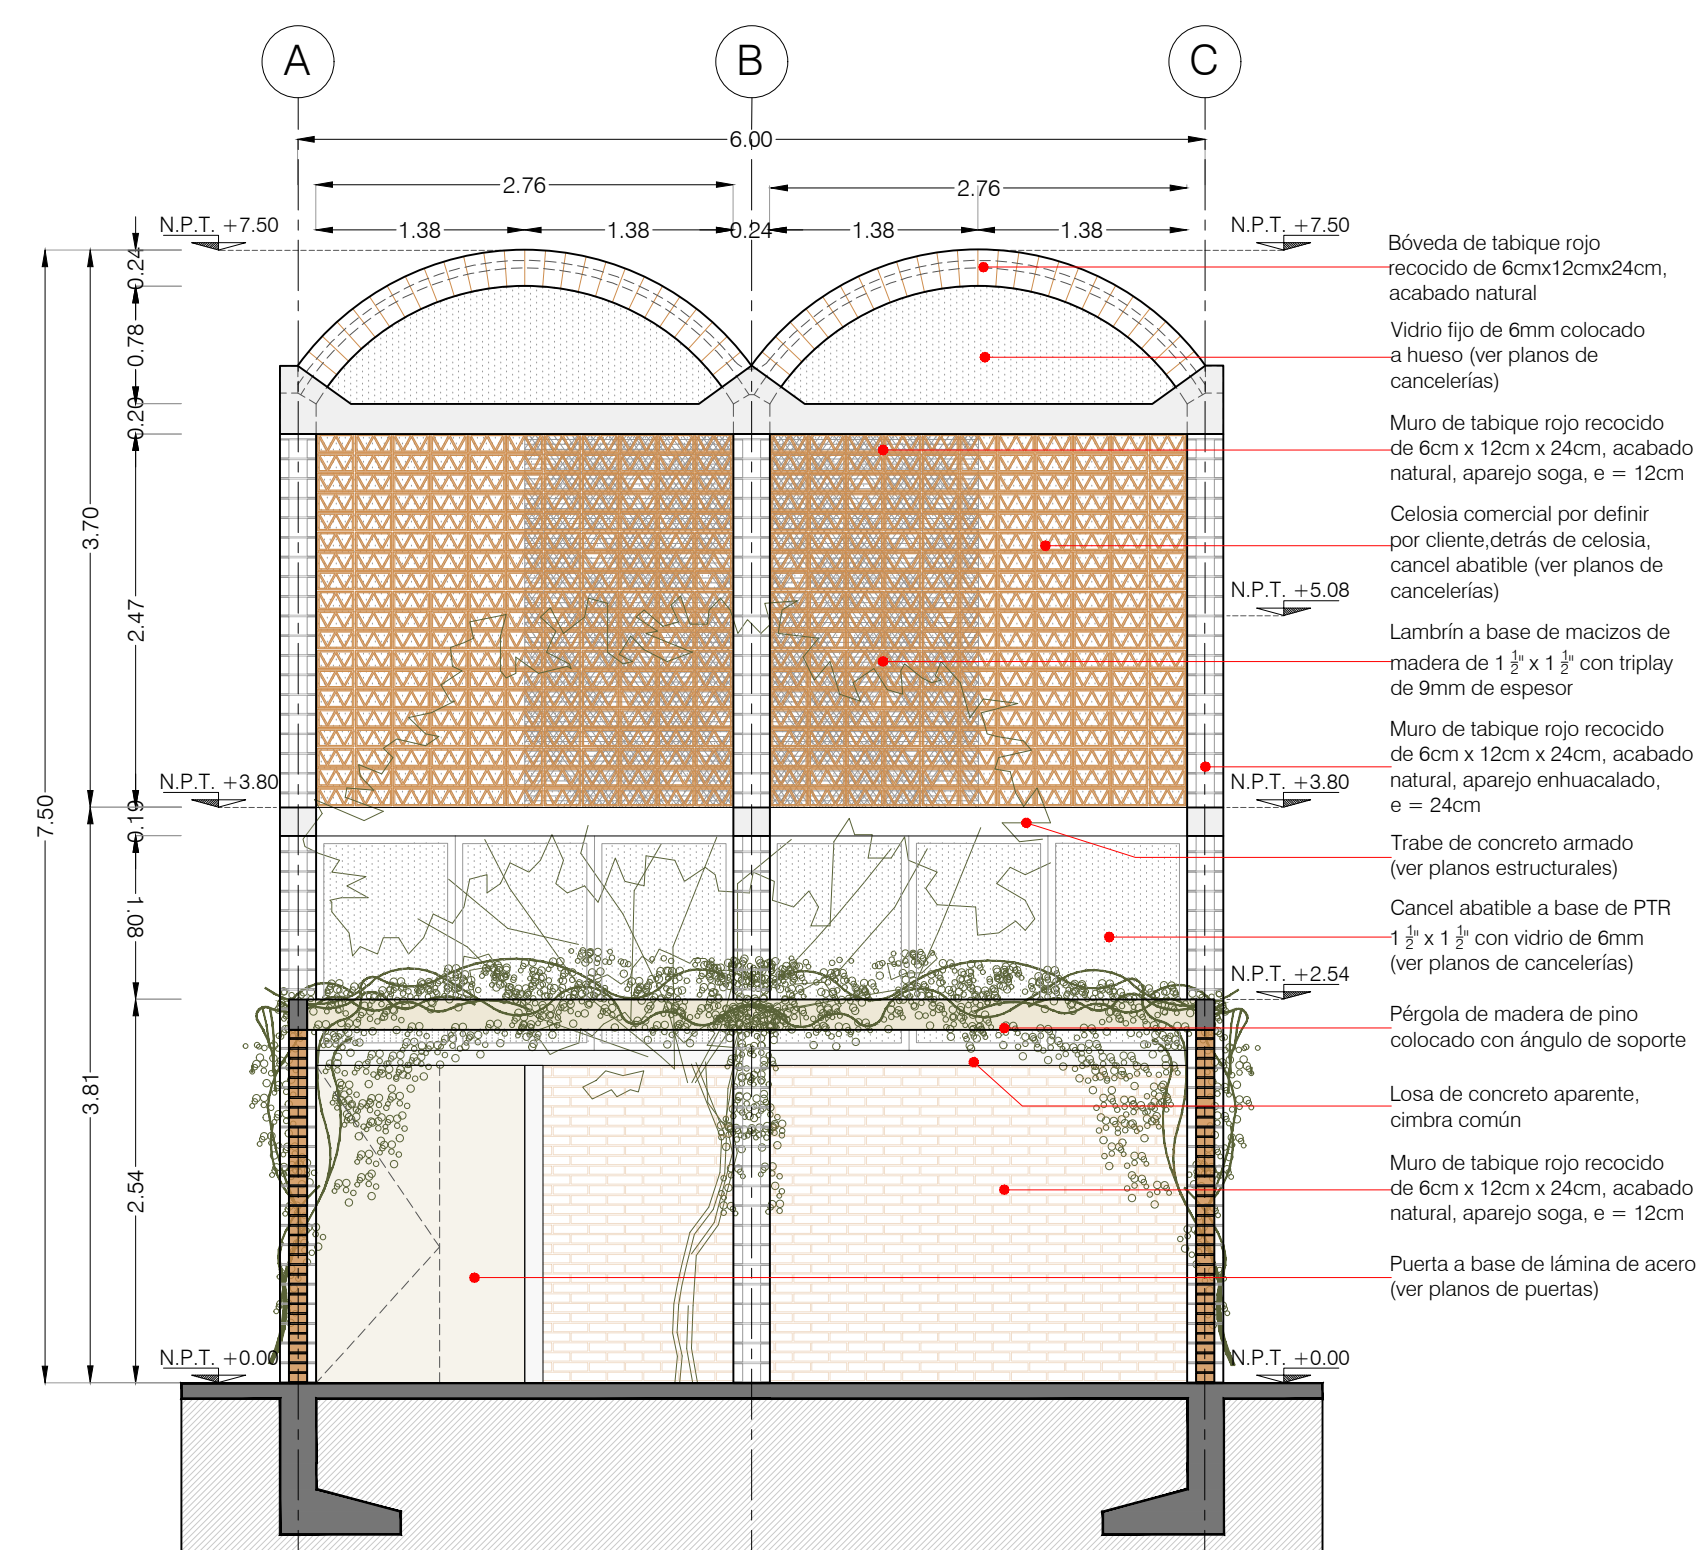 A
B
C
6.00
2.76
2.76
1.38
1.38
0.24
1.38
1.38
N.P.T. +7.50
N.P.T. +7.50
0.24
0.78
0.20
3.70
2.47
7.50
N.P.T. +5.08
N.P.T. +3.80
N.P.T. +3.80
0.19
1.08
N.P.T. +2.54
3.81
2.54
N.P.T. +0.00
N.P.T. +0.00
Bóveda de tabique rojo
recocido de 6cmx12cmx24cm,
acabado natural
Vidrio fijo de 6mm colocado
a hueso (ver planos de
cancelerías)
Muro de tabique rojo recocido
de 6cm x 12cm x 24cm, acabado
natural, aparejo soga, e = 12cm
Celosia comercial por definir
por cliente,detrás de celosia,
cancel abatible (ver planos de
cancelerías)
Lambrín a base de macizos de
madera de 1 1/2" x 1 1/2" con triplay
de 9mm de espesor
Muro de tabique rojo recocido
de 6cm x 12cm x 24cm, acabado
natural, aparejo enhuacalado,
e = 24cm
Trabe de concreto armado
(ver planos estructurales)
Cancel abatible a base de PTR
1 1/2" x 1 1/2" con vidrio de 6mm
(ver planos de cancelerías)
Pérgola de madera de pino
colocado con ángulo de soporte
Losa de concreto aparente,
cimbra común
Muro de tabique rojo recocido
de 6cm x 12cm x 24cm, acabado
natural, aparejo soga, e = 12cm
Puerta a base de lámina de acero
(ver planos de puertas)